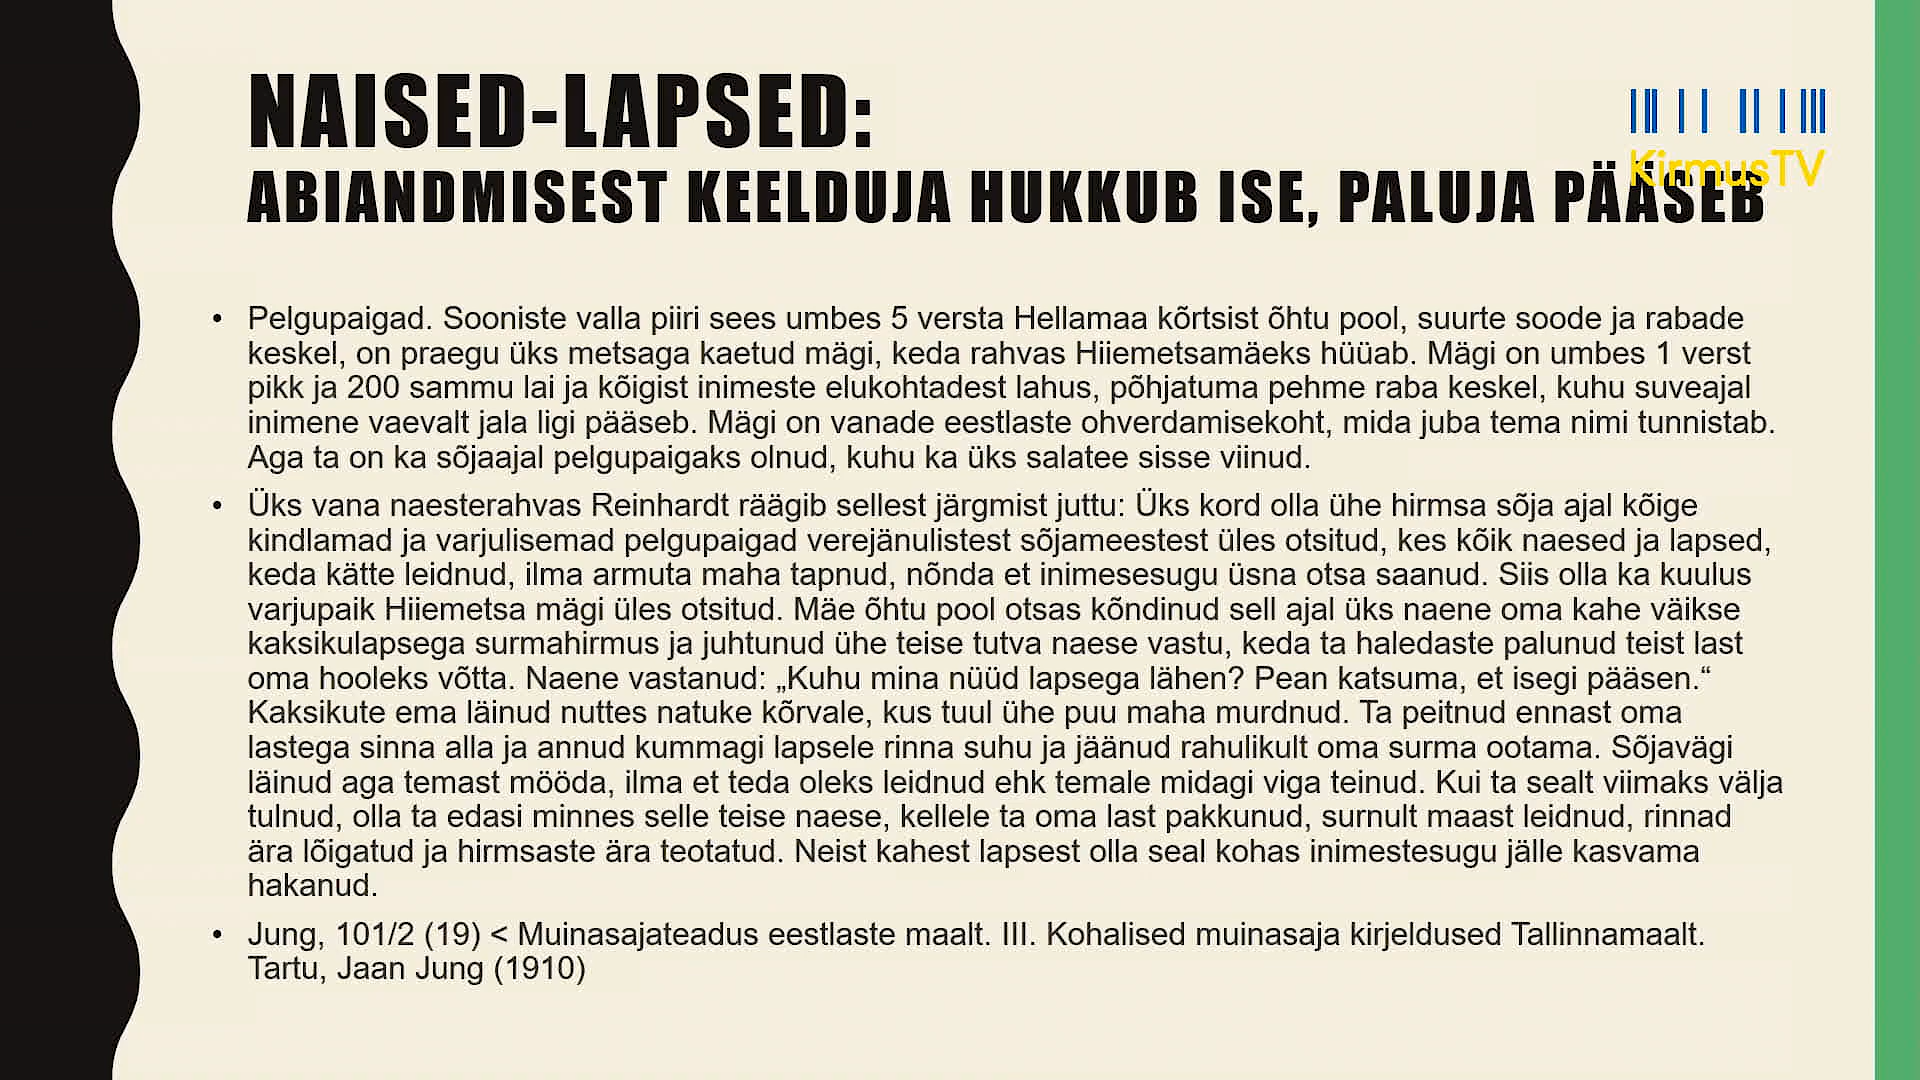 NAISED-LAPSED:
ABIANDMISEST KEELDUJA HUKKUB ISE, PALUJA PÄÄSEB
KirmusTV
• Pelgupaigad. Sooniste valla piiri sees umbes 5 versta Hellamaa kõrtsist õhtu pool, suurte soode ja rabade
keskel, on praegu üks metsaga kaetud mägi, keda rahvas Hiiemetsamäeks hüüab. Mägi on umbes 1 verst
pikk ja 200 sammu lai ja kõigist inimeste elukohtadest lahus, põhjatuma pehme raba keskel, kuhu suveajal
inimene vaevalt jala ligi pääseb. Mägi on vanade eestlaste ohverdamisekoht, mida juba tema nimi tunnistab.
Aga ta on ka sõjaajal pelgupaigaks olnud, kuhu ka üks salatee sisse viinud.
• Üks vana naesterahvas Reinhardt räägib sellest järgmist juttu: Üks kord olla ühe hirmsa sõja ajal kõige
kindlamad ja varjulisemad pelgupaigad verejänulistest sõjameestest üles otsitud, kes kõik naesed ja lapsed,
keda kätte leidnud, ilma armuta maha tapnud, nõnda et inimesesugu üsna otsa saanud. Siis olla ka kuulus
varjupaik Hiiemetsa mägi üles otsitud. Mäe õhtu pool otsas kõndinud sell ajal üks naene oma kahe väikse
kaksikulapsega surmahirmus ja juhtunud ühe teise tutva naese vastu, keda ta haledaste palunud teist last
oma hooleks võtta. Naene vastanud: „Kuhu mina nüüd lapsega lähen? Pean katsuma, et isegi pääsen.“
Kaksikute ema läinud nuttes natuke kõrvale, kus tuul ühe puu maha murdnud. Ta peitnud ennast oma
lastega sinna alla ja annud kummagi lapsele rinna suhu ja jäänud rahulikult oma surma ootama. Sõjavägi
läinud aga temast mööda, ilma et teda oleks leidnud ehk temale midagi viga teinud. Kui ta sealt viimaks välja
tulnud, olla ta edasi minnes selle teise naese, kellele ta oma last pakkunud, surnult maast leidnud, rinnad
ära lõigatud ja hirmsaste ära teotatud. Neist kahest lapsest olla seal kohas inimestesugu jälle kasvama
hakanud.
• Jung, 101/2 (19) < Muinasajateadus eestlaste maalt. III. Kohalised muinasaja kirjeldused Tallinnamaalt.
Tartu, Jaan Jung (1910)